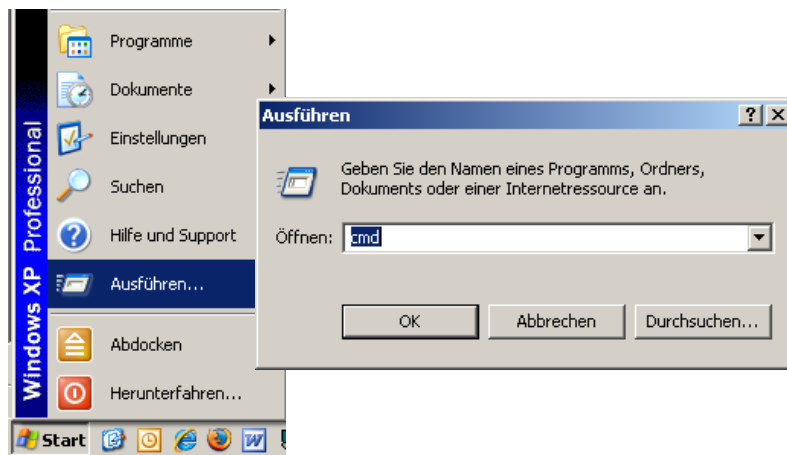 Windows XP Professional
Programme
Dokumente
Einstellungen
Suchen
Hilfe und Support
Ausführen...
Abdocken
Herunterfahren...
Start
Ausführen
Geben Sie den Namen eines Programms, Ordners,
Dokuments oder einer Internetressource an.
Öffnen: cmd
OK Abbrechen Durchsuchen...